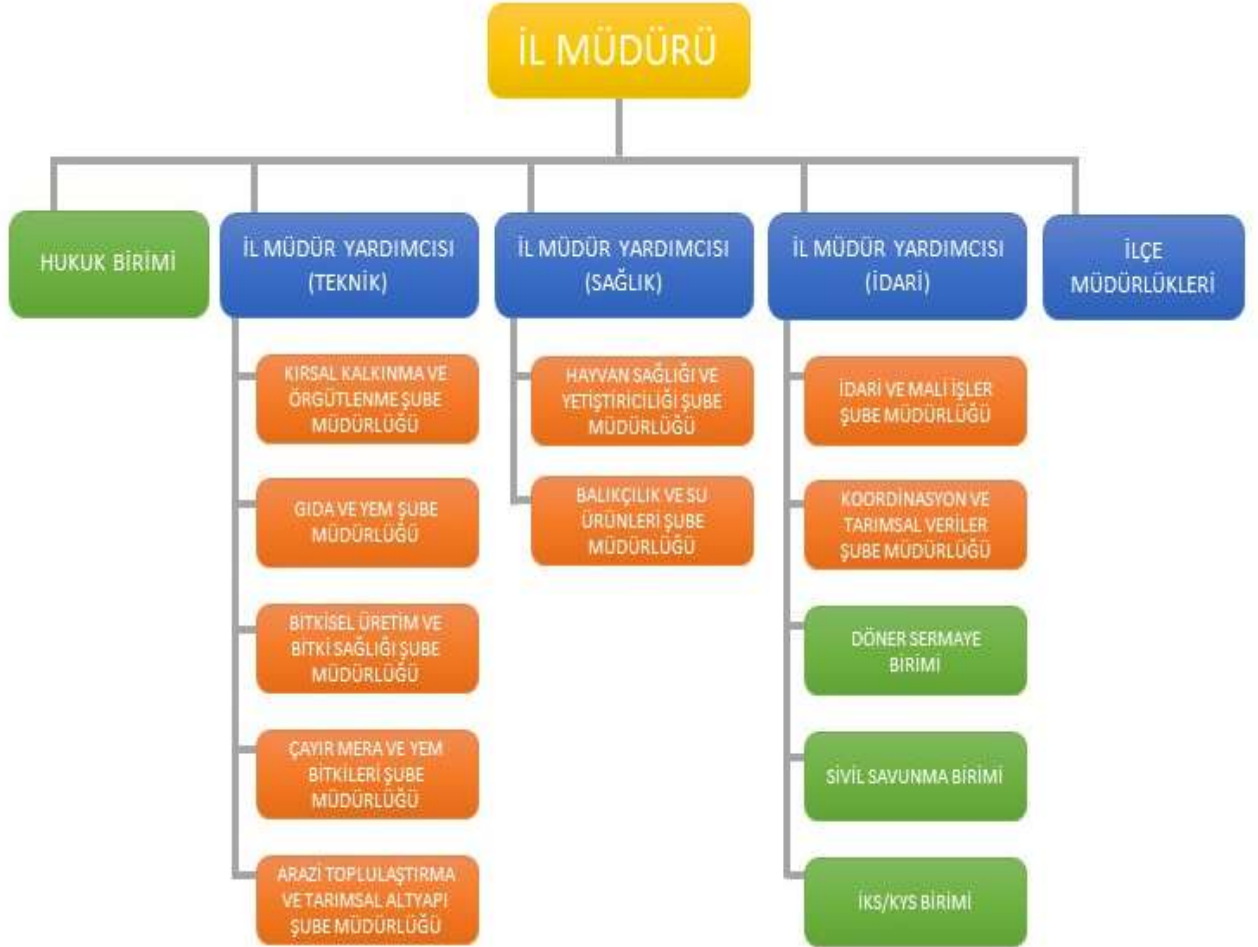 İL MÜDÜRÜ
HUKUK BİRİMİ
İL MÜDÜR YARDIMCISI
(TEKNİK)
İL MÜDÜR YARDIMCISI
(SAĞLIK)
İL MÜDÜR YARDIMCISI
(İDARİ)
İLÇE
MÜDÜRLÜKLERİ
KIRSAL KALKINMA VE
ÖRGÜTLENME ŞUBE
MÜDÜRLÜĞÜ
GIDA VE YEM ŞUBE
MÜDÜRLÜĞÜ
BİTKİSEL ÜRETİM VE
BİTKİ SAĞLIĞI ŞUBE
MÜDÜRLÜĞÜ
ÇAYIR MERA VE YEM
BİTKİLERİ ŞUBE
MÜDÜRLÜĞÜ
ARAZİ TOPLULAŞTIRMA
VE TARIMSAL ALTYAPI
ŞUBE MÜDÜRLÜĞÜ
HAYVAN SAĞLIĞI VE
YETİŞTİRİCİLİĞİ ŞUBE
MÜDÜRLÜĞÜ
BALIKÇILIK VE SU
ÜRÜNLERİ ŞUBE
MÜDÜRLÜĞÜ
İDARİ VE MALİ İŞLER
ŞUBE MÜDÜRLÜĞÜ
KOORDİNASYON VE
TARIMSAL VERİLER
ŞUBE MÜDÜRLÜĞÜ
DÖNER SERMAYE
BİRİMİ
SİVİL SAVUNMA BİRİMİ
İKS/KYS BİRİMİ